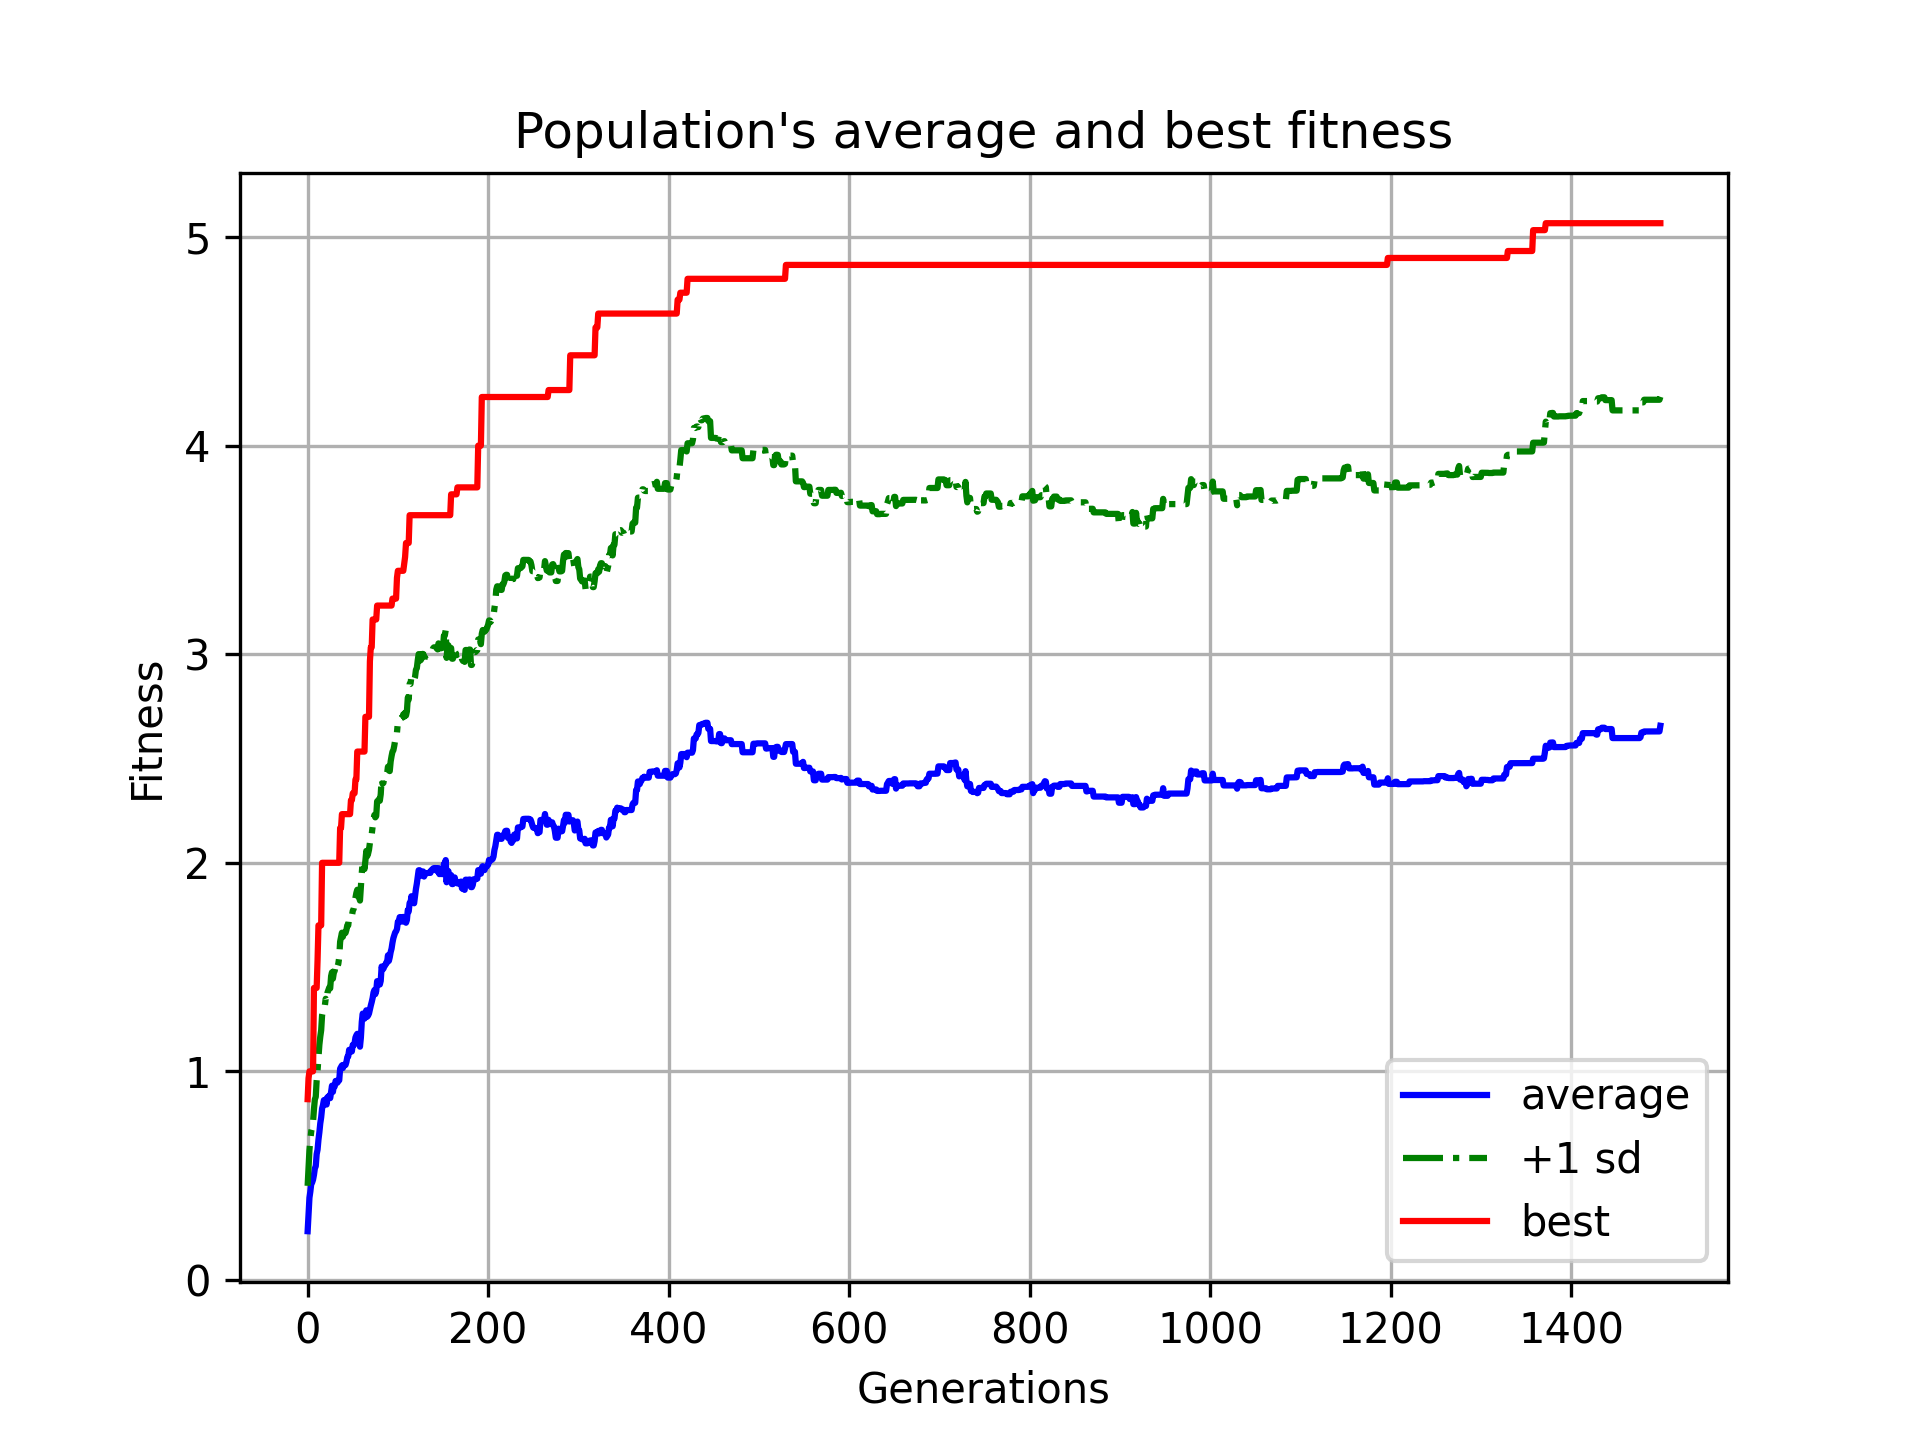 Population's average and best fitness
Fitness
5
4
3
2
1
0
0 200 400 600 800 1000 1200 1400
Generations
average
+1 sd
best